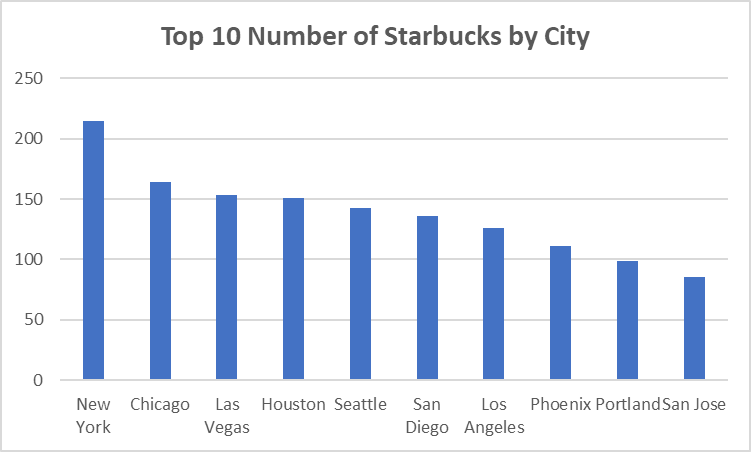 Top 10 Number of Starbucks by City
250
200
150
100
50
0
New York
Chicago
Las Vegas
Houston
Seattle
San Diego
Los Angeles
Phoenix
Portland
San Jose